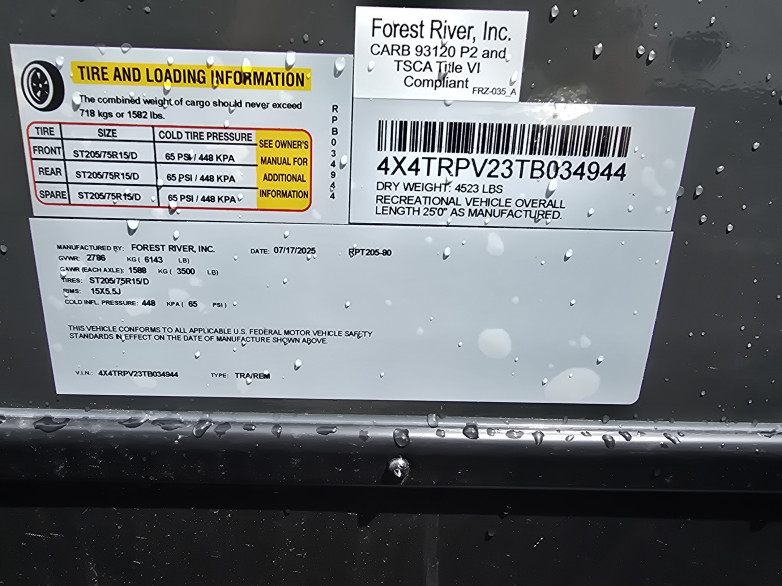 Forest River, Inc.
CARB 93120 P2 and
TSCA Title VI
Compliant
FRZ-035_A
TIRE AND LOADING INFORMATION
The combined weight of cargo should never exceed
718 kgs or 1582 lbs.
TIRE SIZE COLD TIRE PRESSURE
FRONT ST205/75R15/D 65 PSI / 448 KPA
REAR ST205/75R15/D 65 PSI / 448 KPA
SPARE ST205/75R15/D 65 PSI / 448 KPA
SEE OWNER'S
MANUAL FOR
ADDITIONAL
INFORMATION
RPB034944
4X4TRPV23TB034944
DRY WEIGHT: 4523 LBS
RECREATIONAL VEHICLE OVERALL
LENGTH 25'0" AS MANUFACTURED.
MANUFACTURED BY: FOREST RIVER, INC. DATE: 07/17/2025 RPT205-80
GVWR: 2786 KG ( 6143 LB)
GAWR (EACH AXLE): 1588 KG ( 3500 LB)
TIRES: ST205/75R15/D
RIMS: 15X5.5J
COLD INFL. PRESSURE: 448 KPA ( 65 PSI )
THIS VEHICLE CONFORMS TO ALL APPLICABLE U.S. FEDERAL MOTOR VEHICLE SAFETY
STANDARDS IN EFFECT ON THE DATE OF MANUFACTURE SHOWN ABOVE.
V.I.N.: 4X4TRPV23TB034944 TYPE: TRA/REM